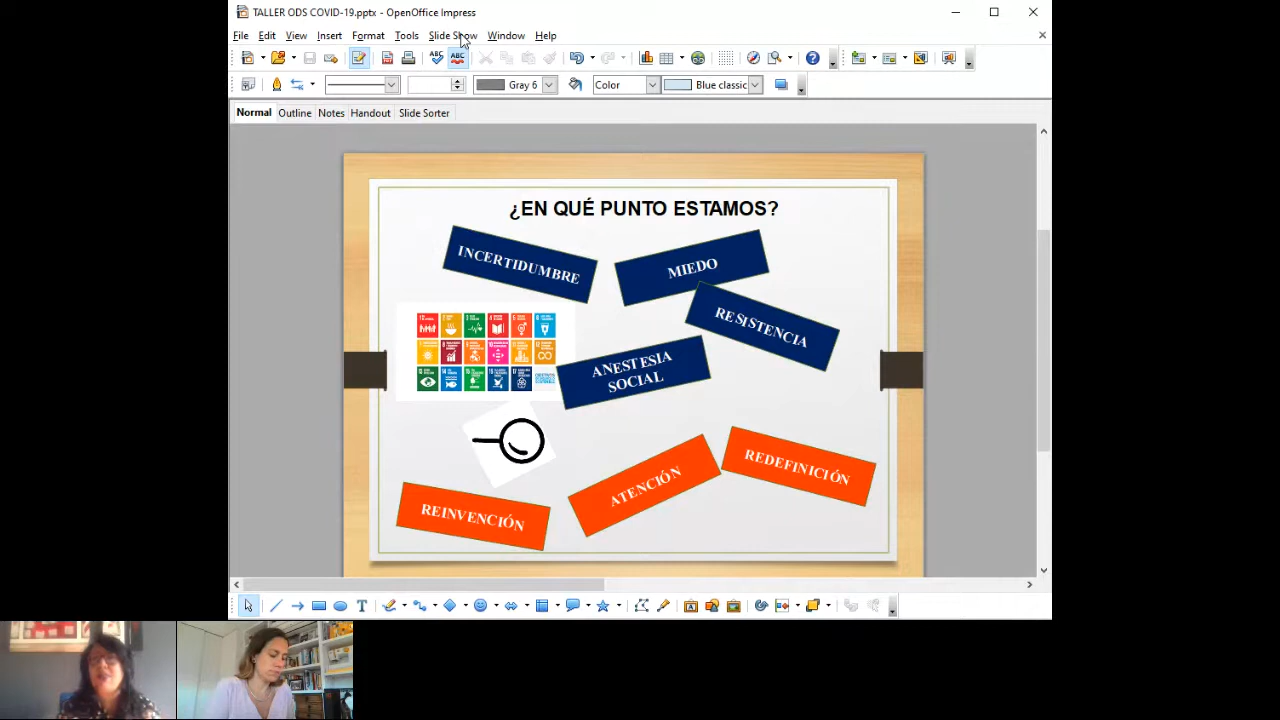 TALLER ODS COVID-19.pptx - OpenOffice Impress
File Edit View Insert Format Tools Slide Show Window Help
ABC ABC
Gray 6 Color Blue classic
Normal Outline Notes Handout Slide Sorter
¿EN QUÉ PUNTO ESTAMOS?
INCERTIDUMBRE
MIEDO
RESISTENCIA
ANESTESIA
SOCIAL
REDEFINICIÓN
ATENCIÓN
REINVENCIÓN